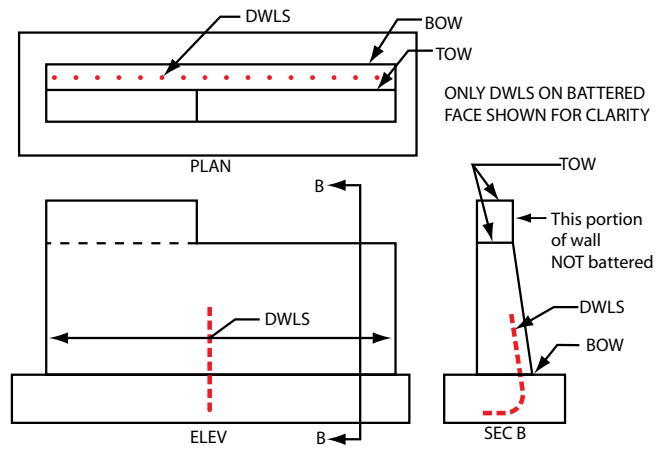 DWLS
BOW
TOW
ONLY DWLS ON BATTERED
FACE SHOWN FOR CLARITY
PLAN
B
TOW
This portion
of wall
NOT battered
DWLS
DWLS
BOW
B
ELEV
SEC B